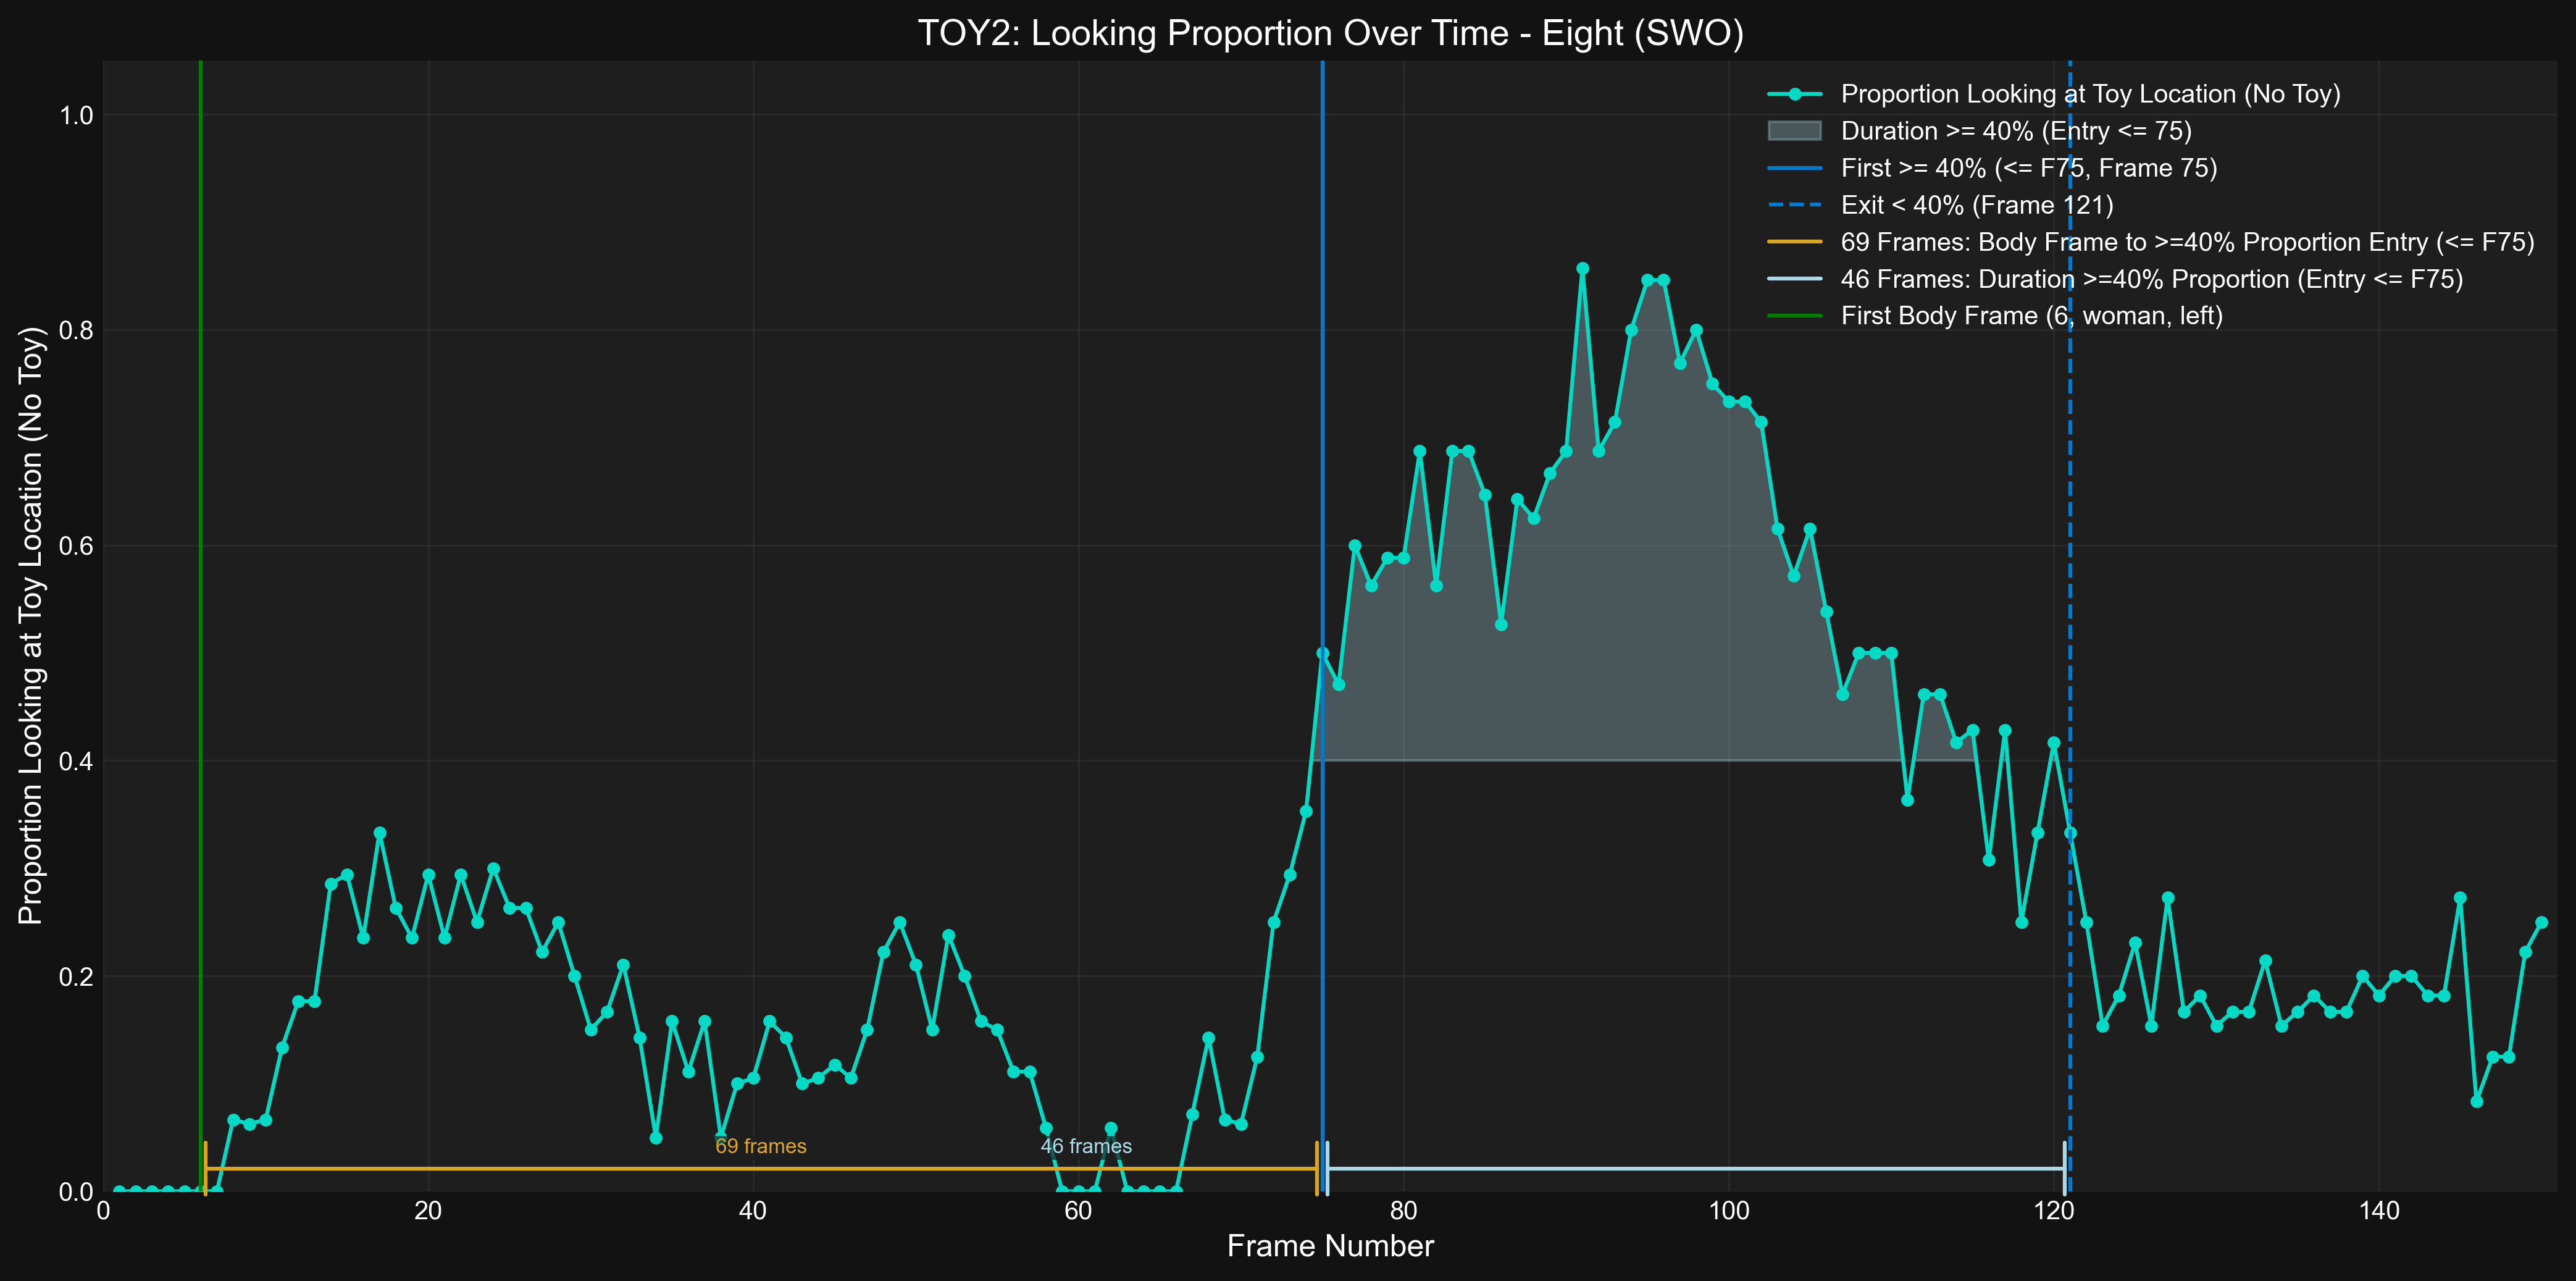 TOY2: Looking Proportion Over Time - Eight (SWO)
Proportion Looking at Toy Location (No Toy)
1.0
0.8
0.6
0.4
0.2
0.0
Proportion Looking at Toy Location (No Toy)
Duration >= 40% (Entry <= 75)
First >= 40% (<= F75, Frame 75)
Exit < 40% (Frame 121)
69 Frames: Body Frame to >=40% Proportion Entry (<= F75)
46 Frames: Duration >=40% Proportion (Entry <= F75)
First Body Frame (6, woman, left)
69 frames
46 frames
0 20 40 60 80 100 120 140
Frame Number